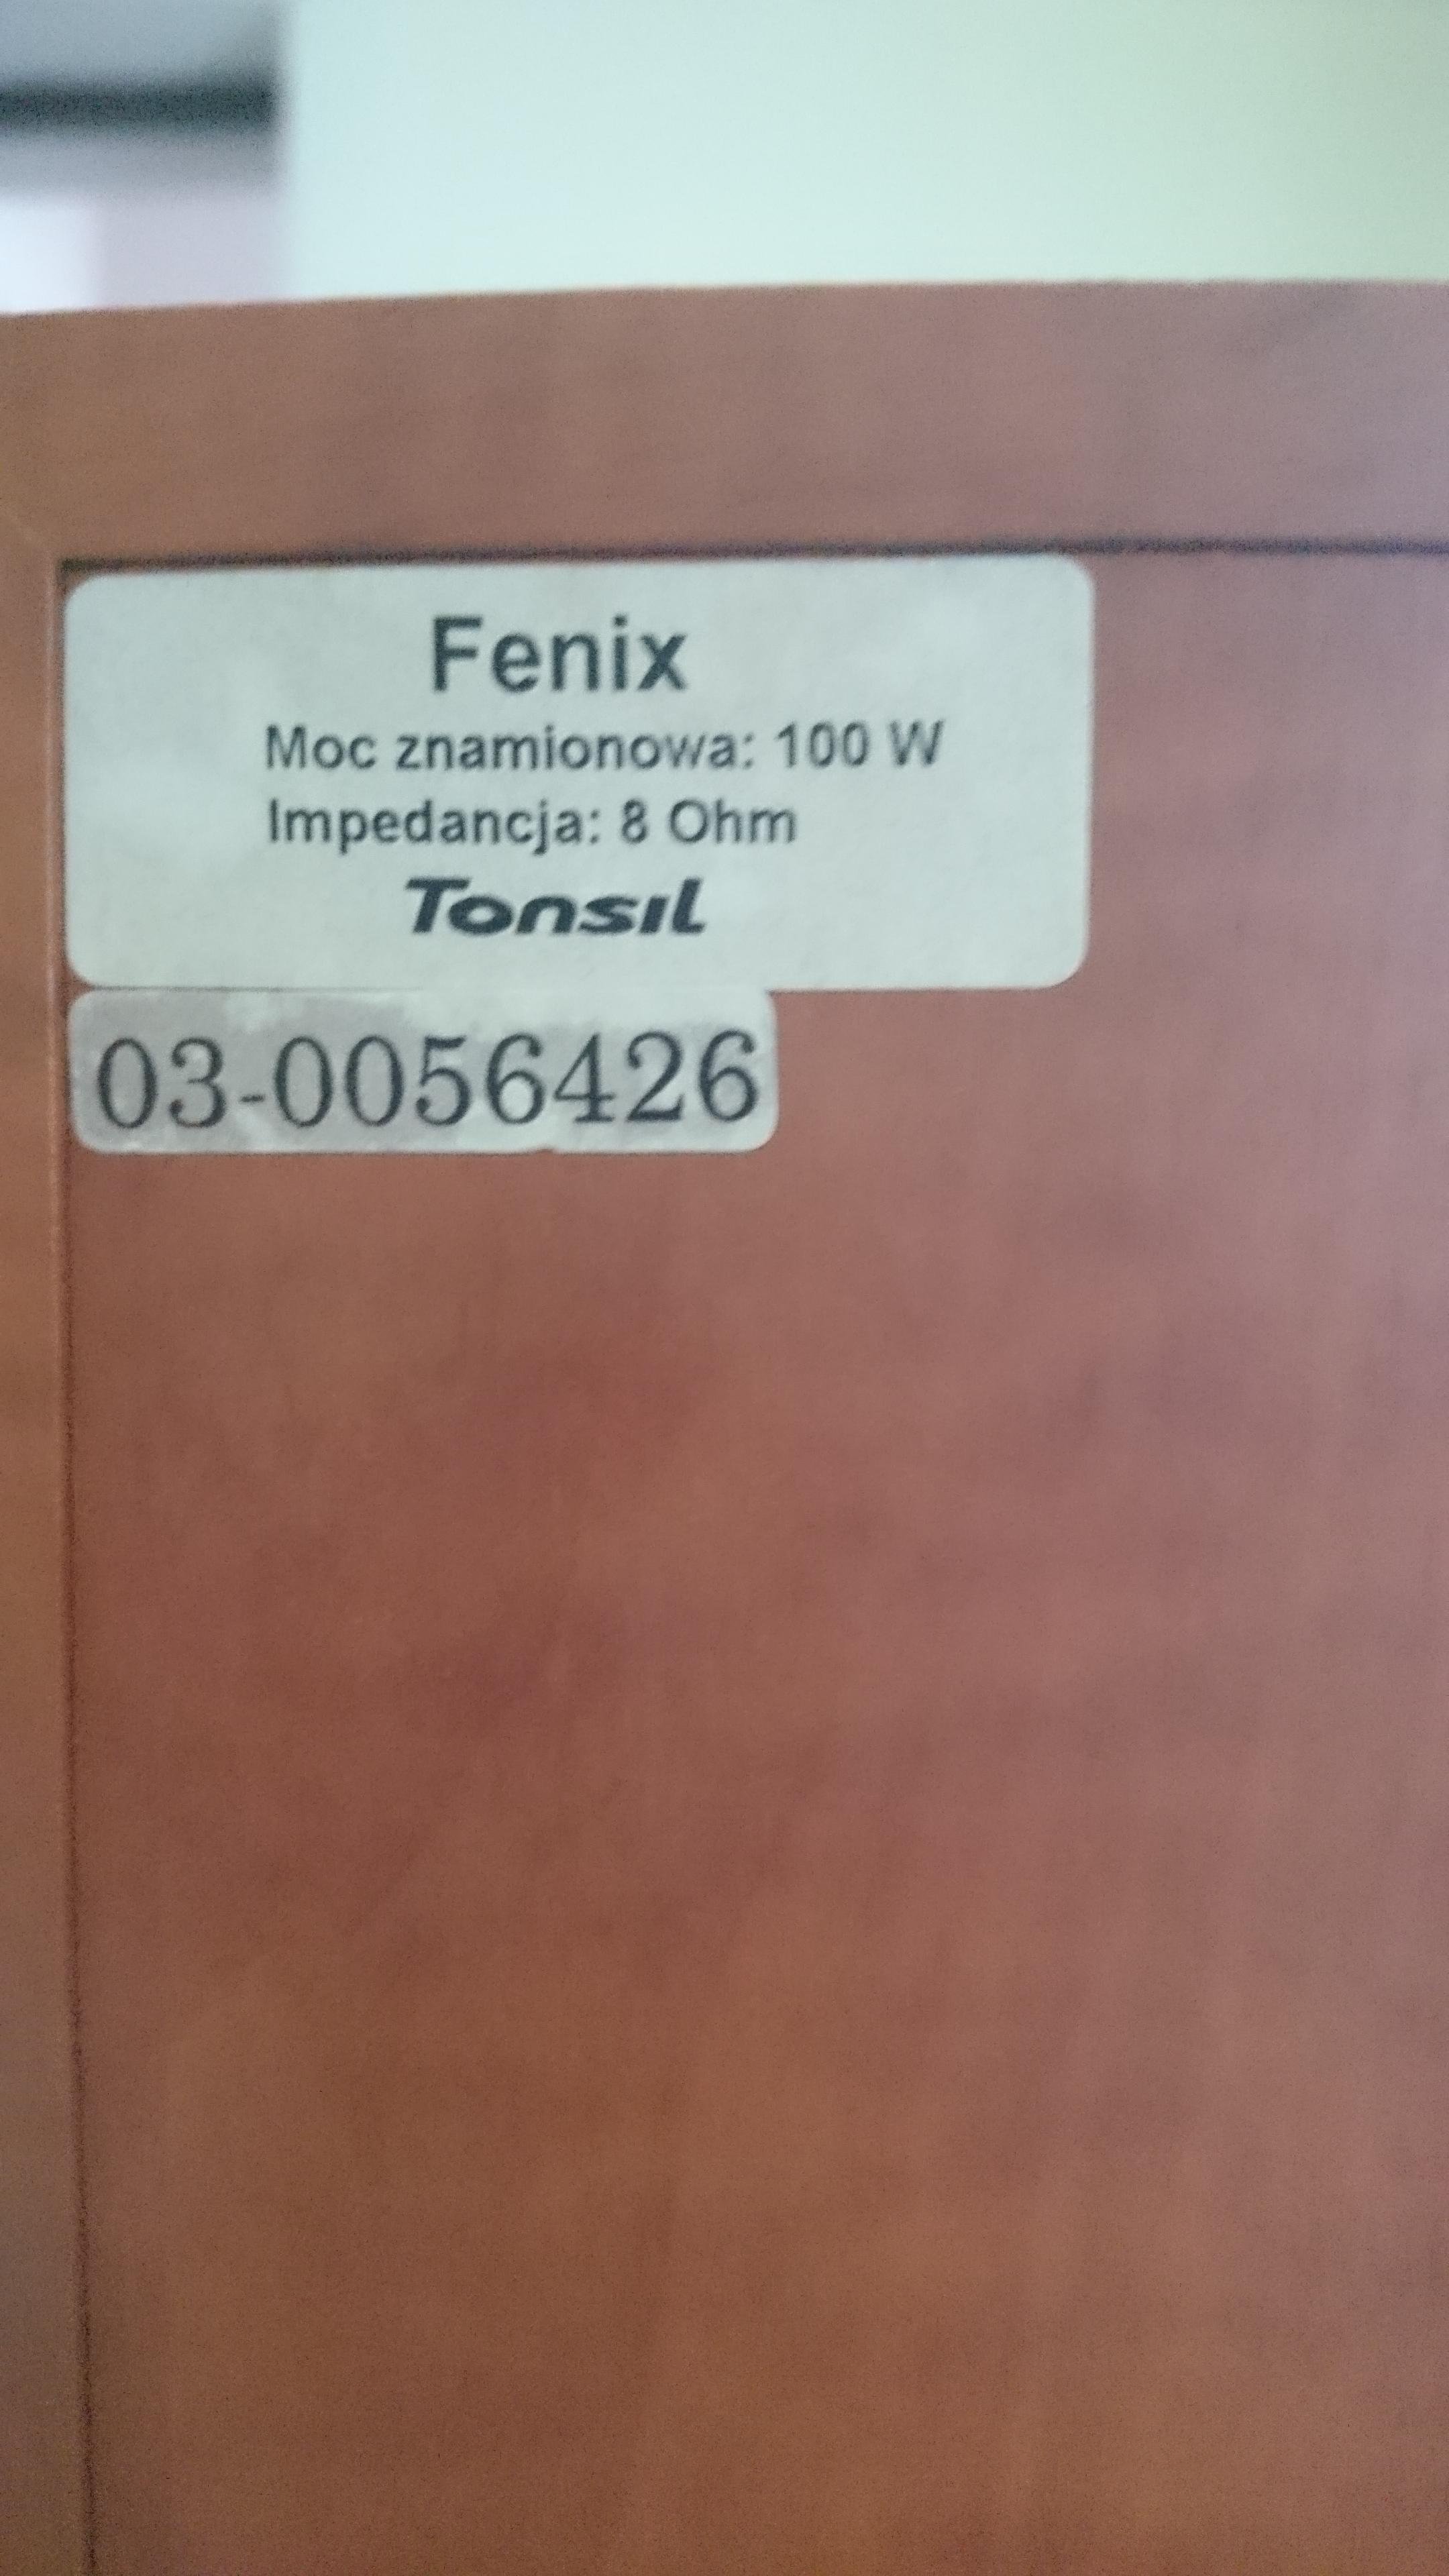 Fenix
Moc znamionowa: 100 W
Impedancja: 8 Ohm
Tonsil
03-0056426